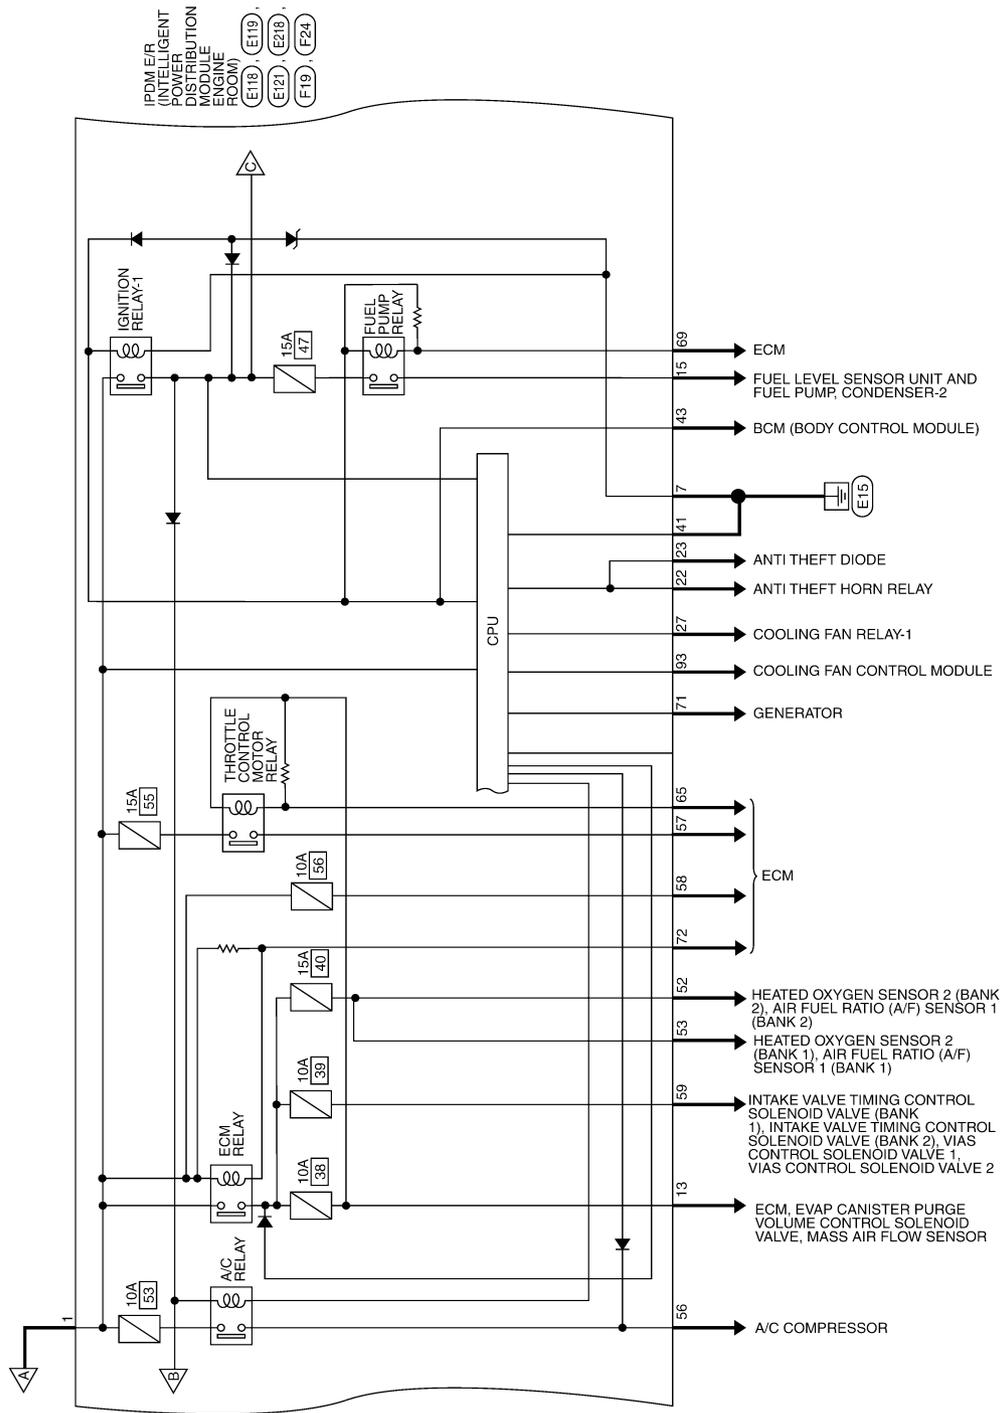 IPDM E/R
(INTELLIGENT
POWER
DISTRIBUTION
MODULE
ENGINE
ROOM)
E118 , E119 ,
E121 , E218 ,
F19 , F24
C
IGNITION
RELAY-1
15A
47
FUEL
PUMP
RELAY
69
ECM
15
FUEL LEVEL SENSOR UNIT AND
FUEL PUMP, CONDENSER-2
43
BCM (BODY CONTROL MODULE)
7
E15
41
23
ANTI THEFT DIODE
22
ANTI THEFT HORN RELAY
CPU
27
COOLING FAN RELAY-1
93
COOLING FAN CONTROL MODULE
71
GENERATOR
THROTTLE
CONTROL
MOTOR
RELAY
15A
55
65
57
10A
56
58
ECM
72
15A
40
52
HEATED OXYGEN SENSOR 2 (BANK
2), AIR FUEL RATIO (A/F) SENSOR 1
(BANK 2)
53
HEATED OXYGEN SENSOR 2
(BANK 1), AIR FUEL RATIO (A/F)
SENSOR 1 (BANK 1)
10A
39
59
INTAKE VALVE TIMING CONTROL
SOLENOID VALVE (BANK
1), INTAKE VALVE TIMING CONTROL
SOLENOID VALVE (BANK 2), VIAS
CONTROL SOLENOID VALVE 1,
VIAS CONTROL SOLENOID VALVE 2
ECM
RELAY
10A
38
13
ECM, EVAP CANISTER PURGE
VOLUME CONTROL SOLENOID
VALVE, MASS AIR FLOW SENSOR
A/C
RELAY
10A
53
1
56
A/C COMPRESSOR
A
B